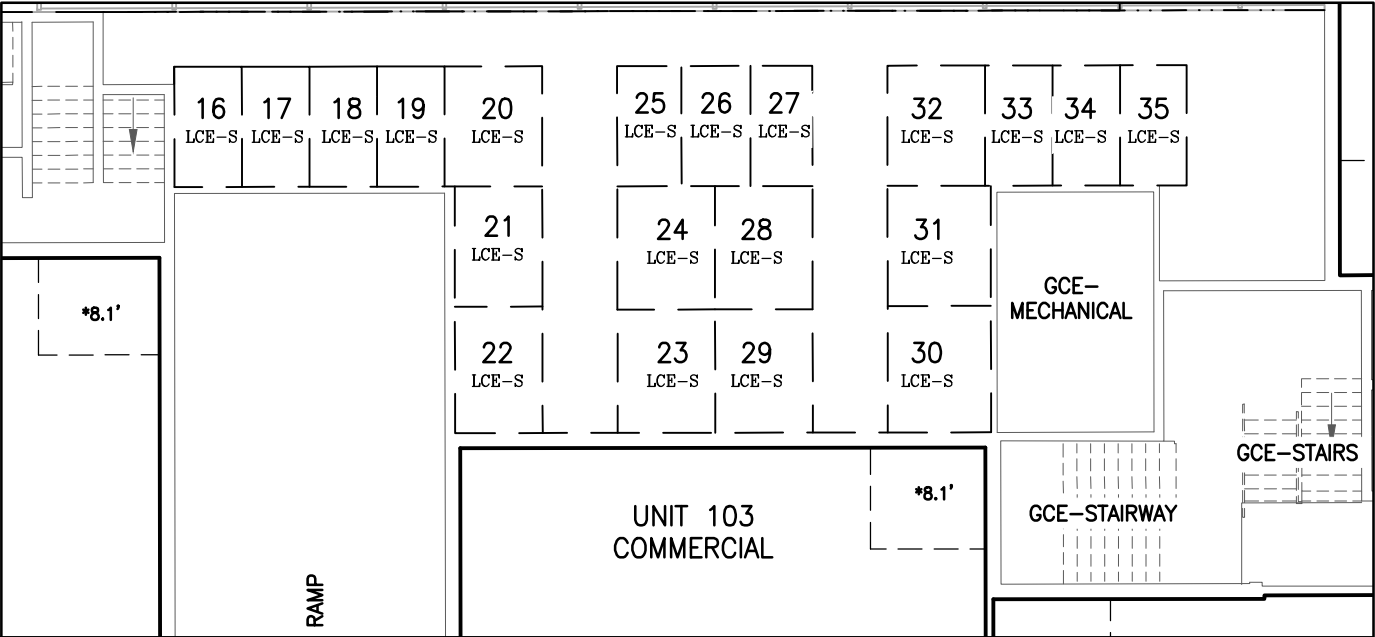 16
LCE-S
17
LCE-S
18
LCE-S
19
LCE-S
20
LCE-S
25
LCE-S
26
LCE-S
27
LCE-S
32
LCE-S
33
LCE-S
34
LCE-S
35
LCE-S
21
LCE-S
24
LCE-S
28
LCE-S
31
LCE-S
22
LCE-S
23
LCE-S
29
LCE-S
30
LCE-S
*8.1'
GCE-
MECHANICAL
GCE-STAIRS
*8.1'
UNIT 103
COMMERCIAL
GCE-STAIRWAY
RAMP